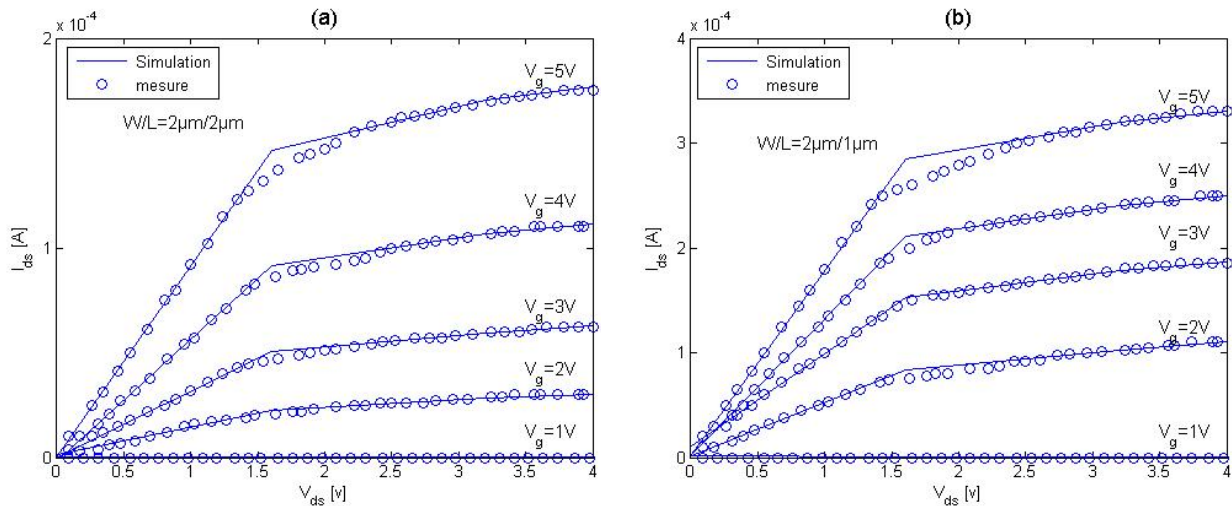 (a)
x 10⁻⁴
2
1
0
I_ds [A]
Simulation
mesure
W/L=2µm/2µm
V_g=5V
V_g=4V
V_g=3V
V_g=2V
V_g=1V
0 0.5 1 1.5 2 2.5 3 3.5 4
V_ds [v]
(b)
x 10⁻⁴
4
3
2
1
0
I_ds [A]
Simulation
mesure
W/L=2µm/1µm
V_g=5V
V_g=4V
V_g=3V
V_g=2V
V_g=1V
0 0.5 1 1.5 2 2.5 3 3.5 4
V_ds [v]